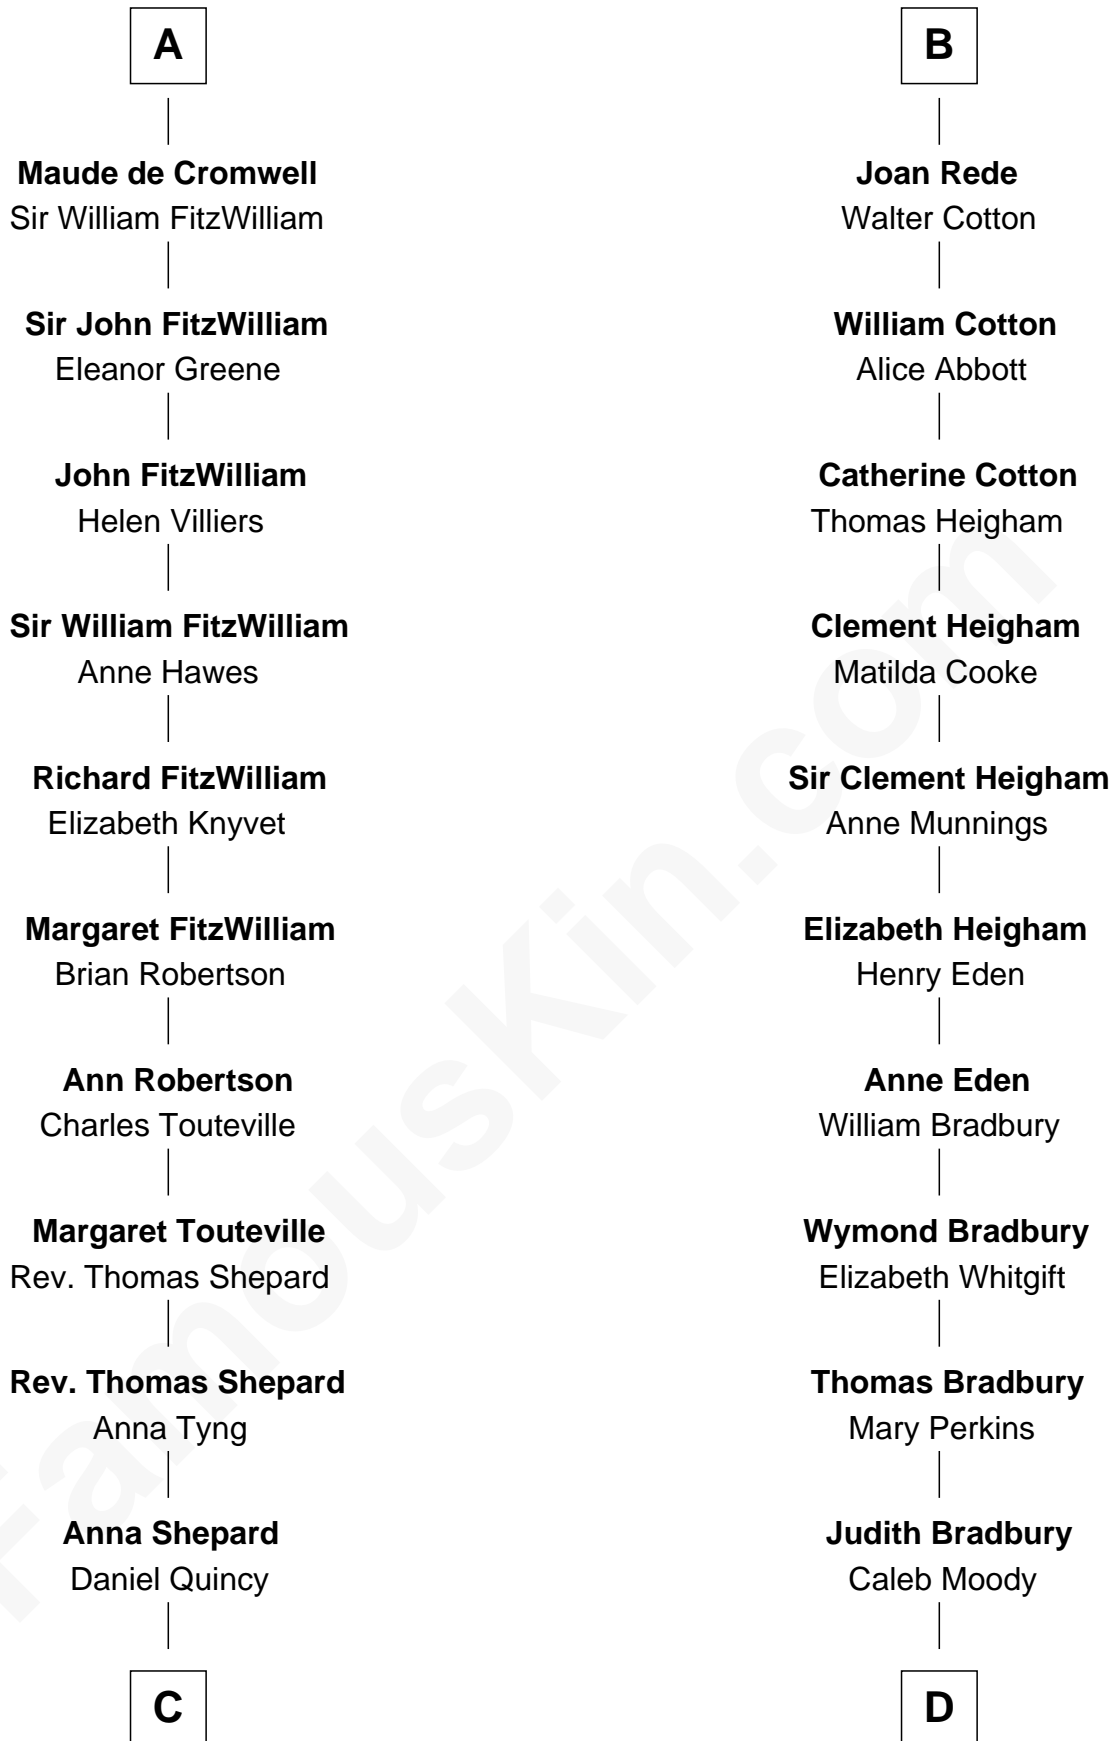 A
Maude de Cromwell
Sir William FitzWilliam
Sir John FitzWilliam
Eleanor Greene
John FitzWilliam
Helen Villiers
Sir William FitzWilliam
Anne Hawes
Richard FitzWilliam
Elizabeth Knyvet
Margaret FitzWilliam
Brian Robertson
Ann Robertson
Charles Touteville
Margaret Touteville
Rev. Thomas Shepard
Rev. Thomas Shepard
Anna Tyng
Anna Shepard
Daniel Quincy
C
B
Joan Rede
Walter Cotton
William Cotton
Alice Abbott
Catherine Cotton
Thomas Heigham
Clement Heigham
Matilda Cooke
Sir Clement Heigham
Anne Munnings
Elizabeth Heigham
Henry Eden
Anne Eden
William Bradbury
Wymond Bradbury
Elizabeth Whitgift
Thomas Bradbury
Mary Perkins
Judith Bradbury
Caleb Moody
D
FamousKin.com